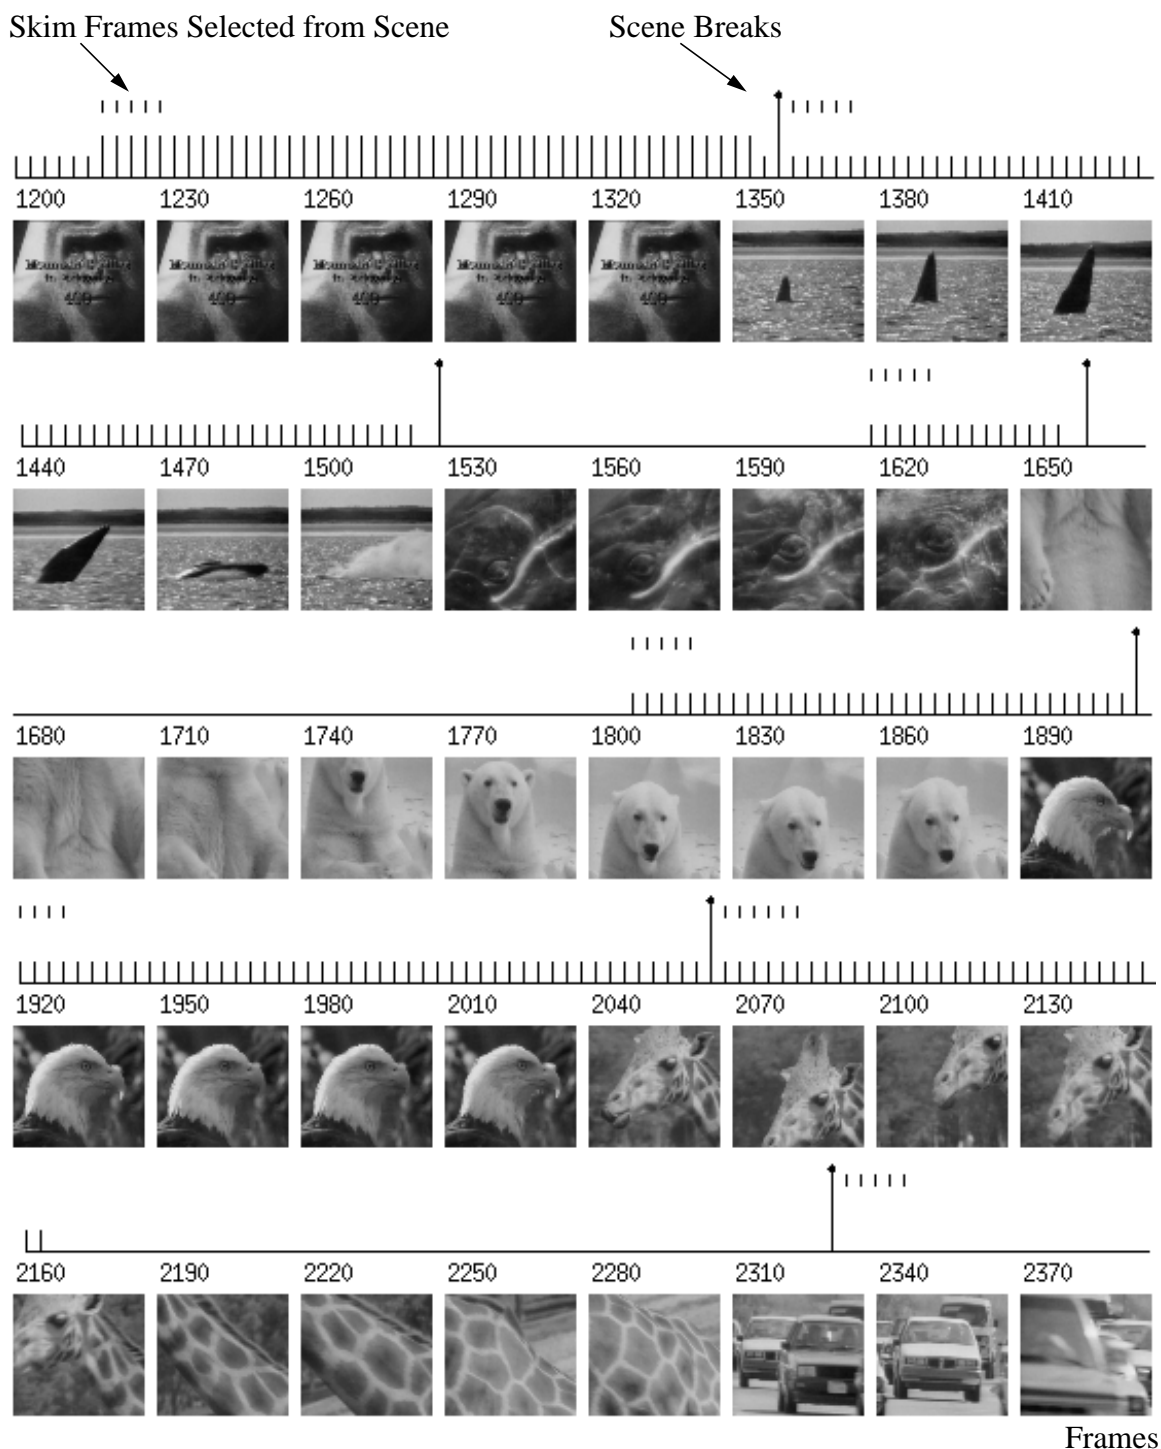 Skim Frames Selected from Scene
Scene Breaks
1200 1230 1260 1290 1320 1350 1380 1410
1440 1470 1500 1530 1560 1590 1620 1650
1680 1710 1740 1770 1800 1830 1860 1890
1920 1950 1980 2010 2040 2070 2100 2130
2160 2190 2220 2250 2280 2310 2340 2370
Frames